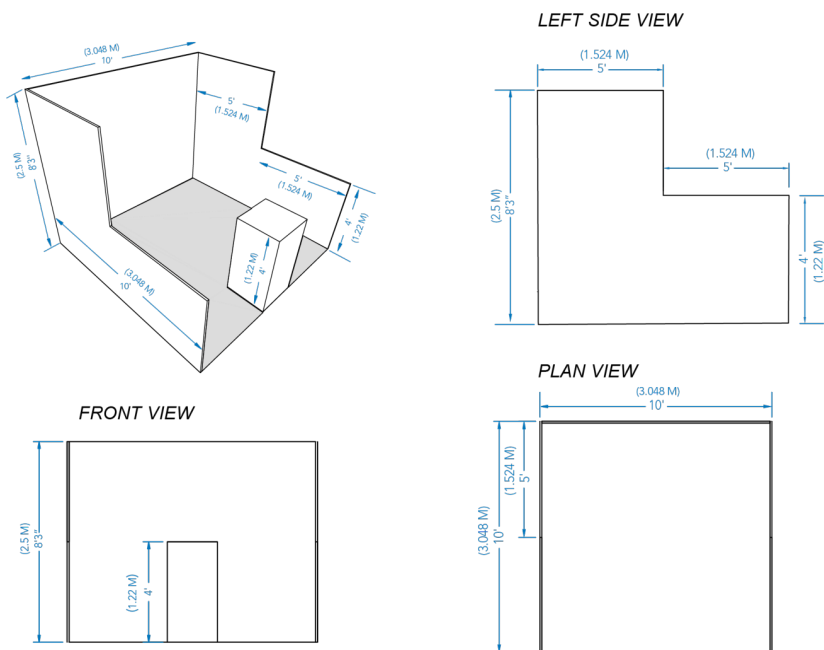 LEFT SIDE VIEW
(3.048 M)
10'
5'
(1.524 M)
5'
(1.524 M)
4'
(1.22 M)
(2.5 M)
8'3"
(3.048 M)
10'
(1.22 M)
4'
(1.524 M)
5'
(1.524 M)
5'
(2.5 M)
8'3"
4'
(1.22 M)
FRONT VIEW
(2.5 M)
8'3"
(1.22 M)
4'
PLAN VIEW
(3.048 M)
10'
(1.524 M)
5'
(3.048 M)
10'